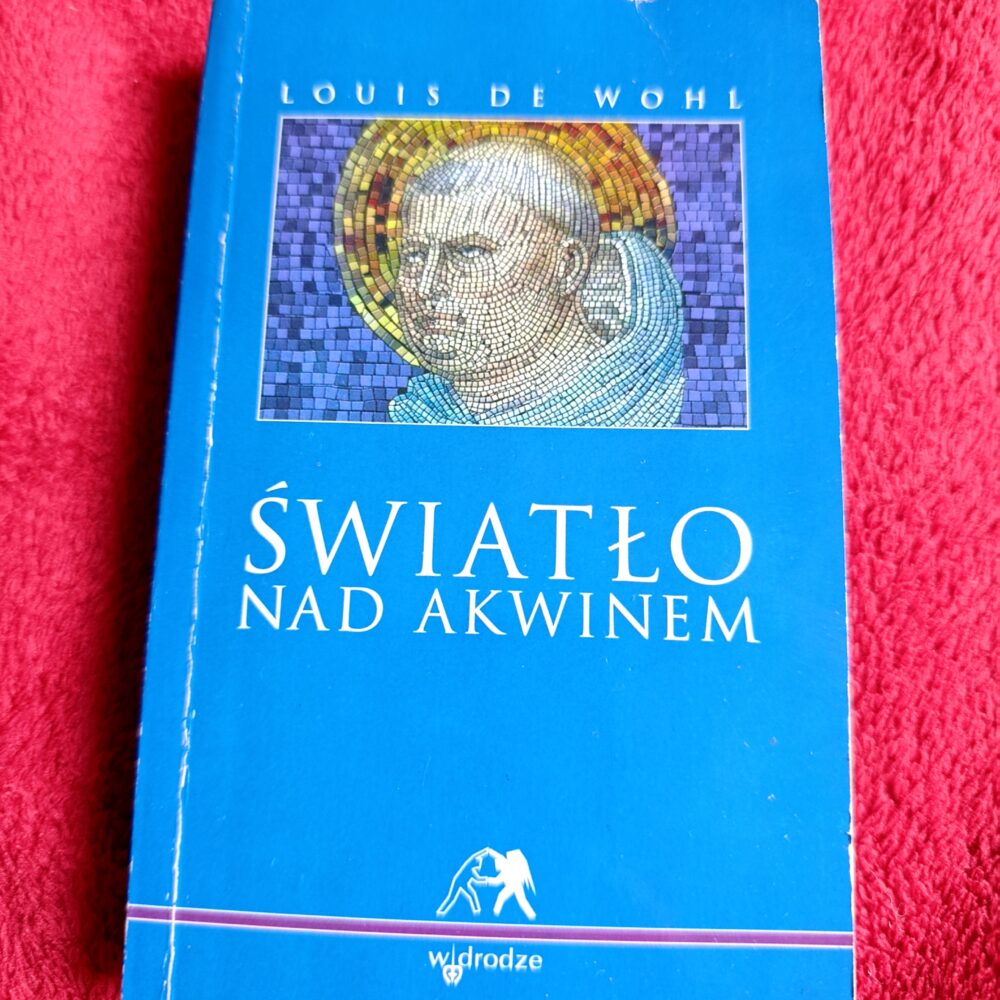 LOUIS DE WOHL
ŚWIATŁO
NAD AKWINEM
w drodze